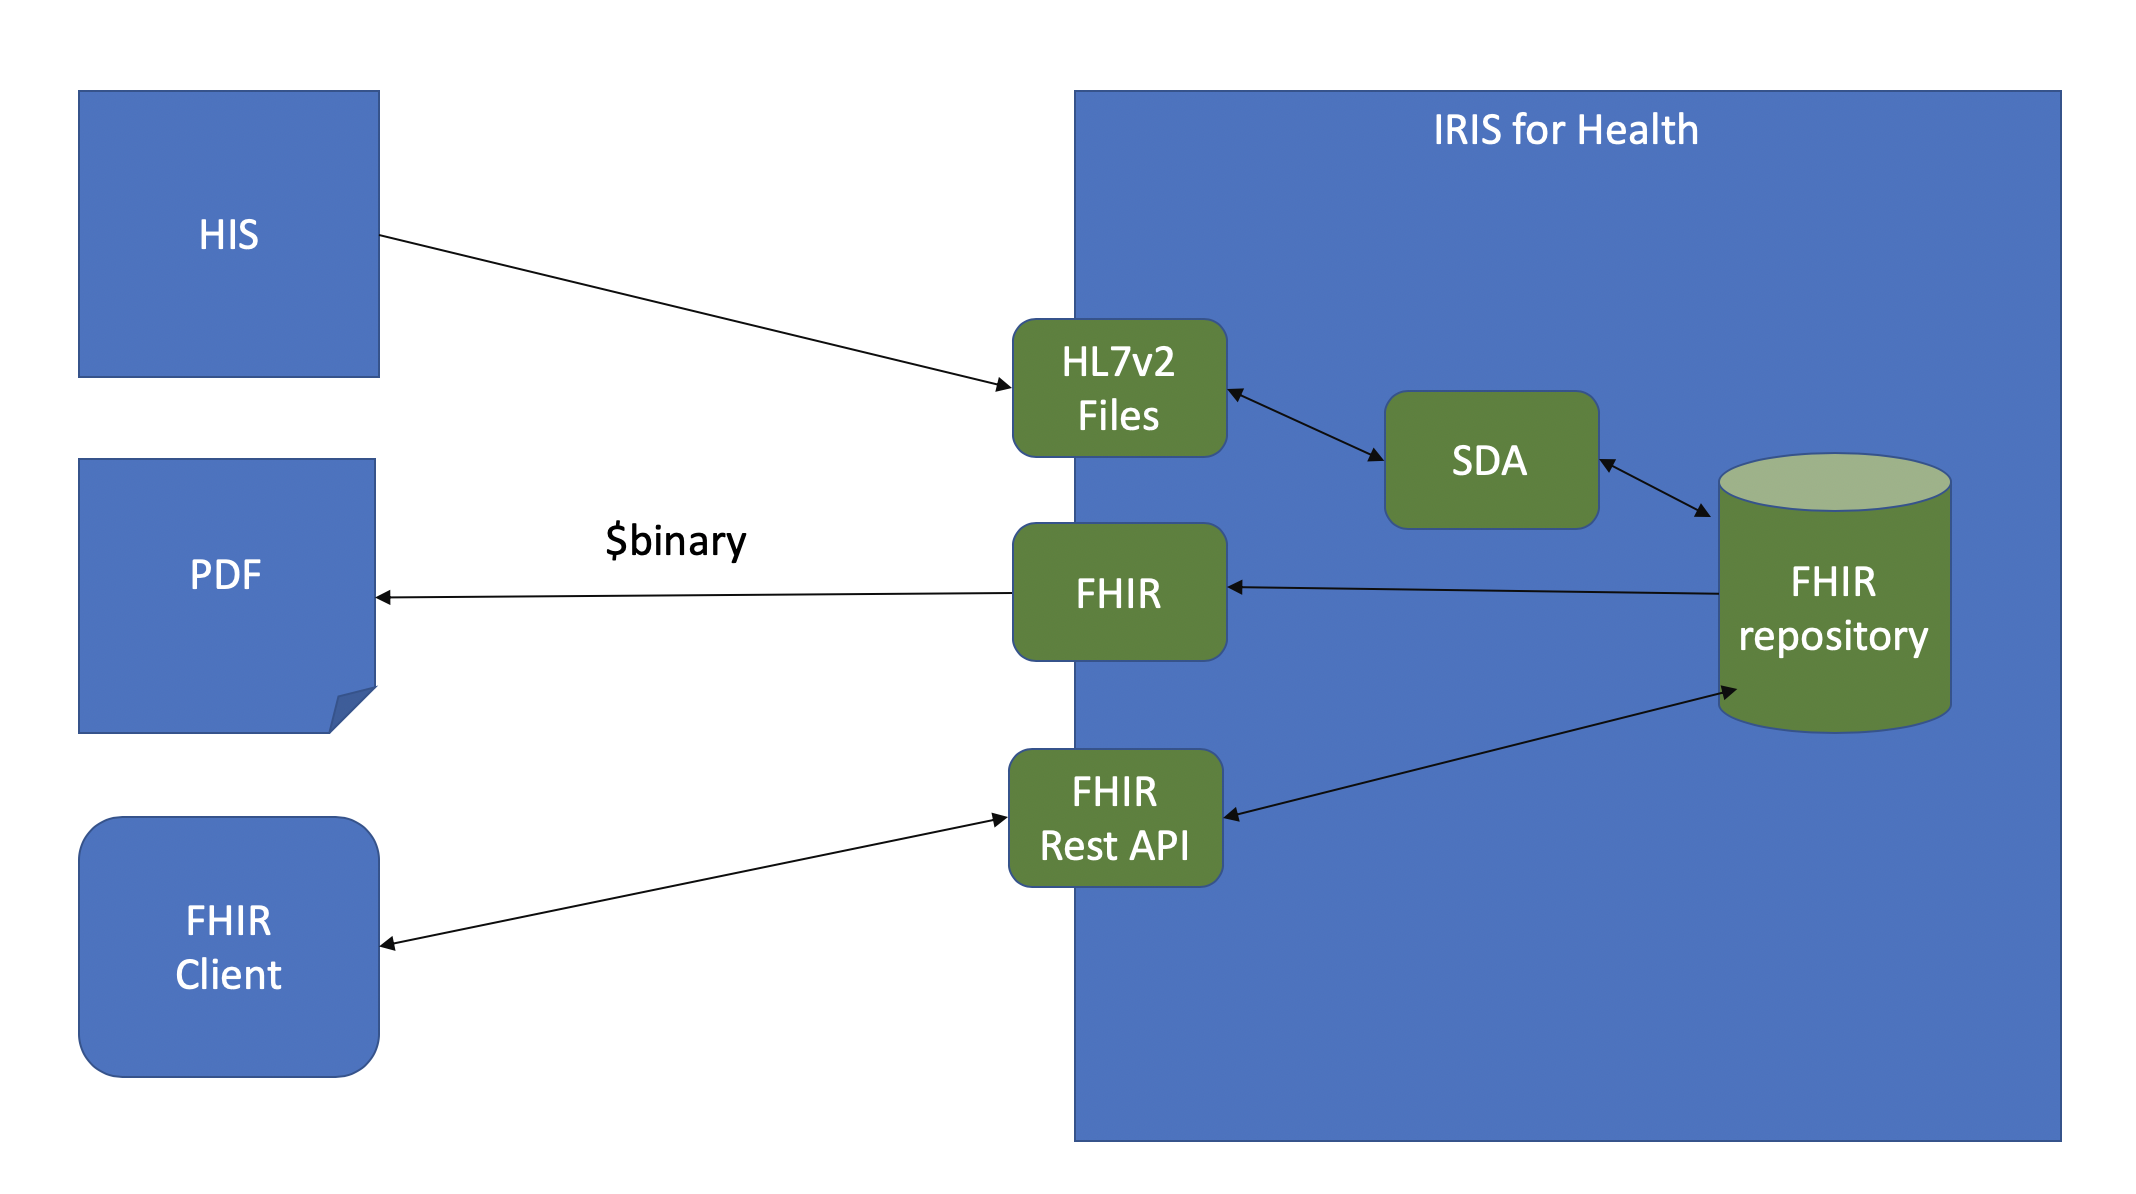 IRIS for Health
HIS
HL7v2
Files
SDA
$binary
PDF
FHIR
FHIR
repository
FHIR
Rest API
FHIR
Client